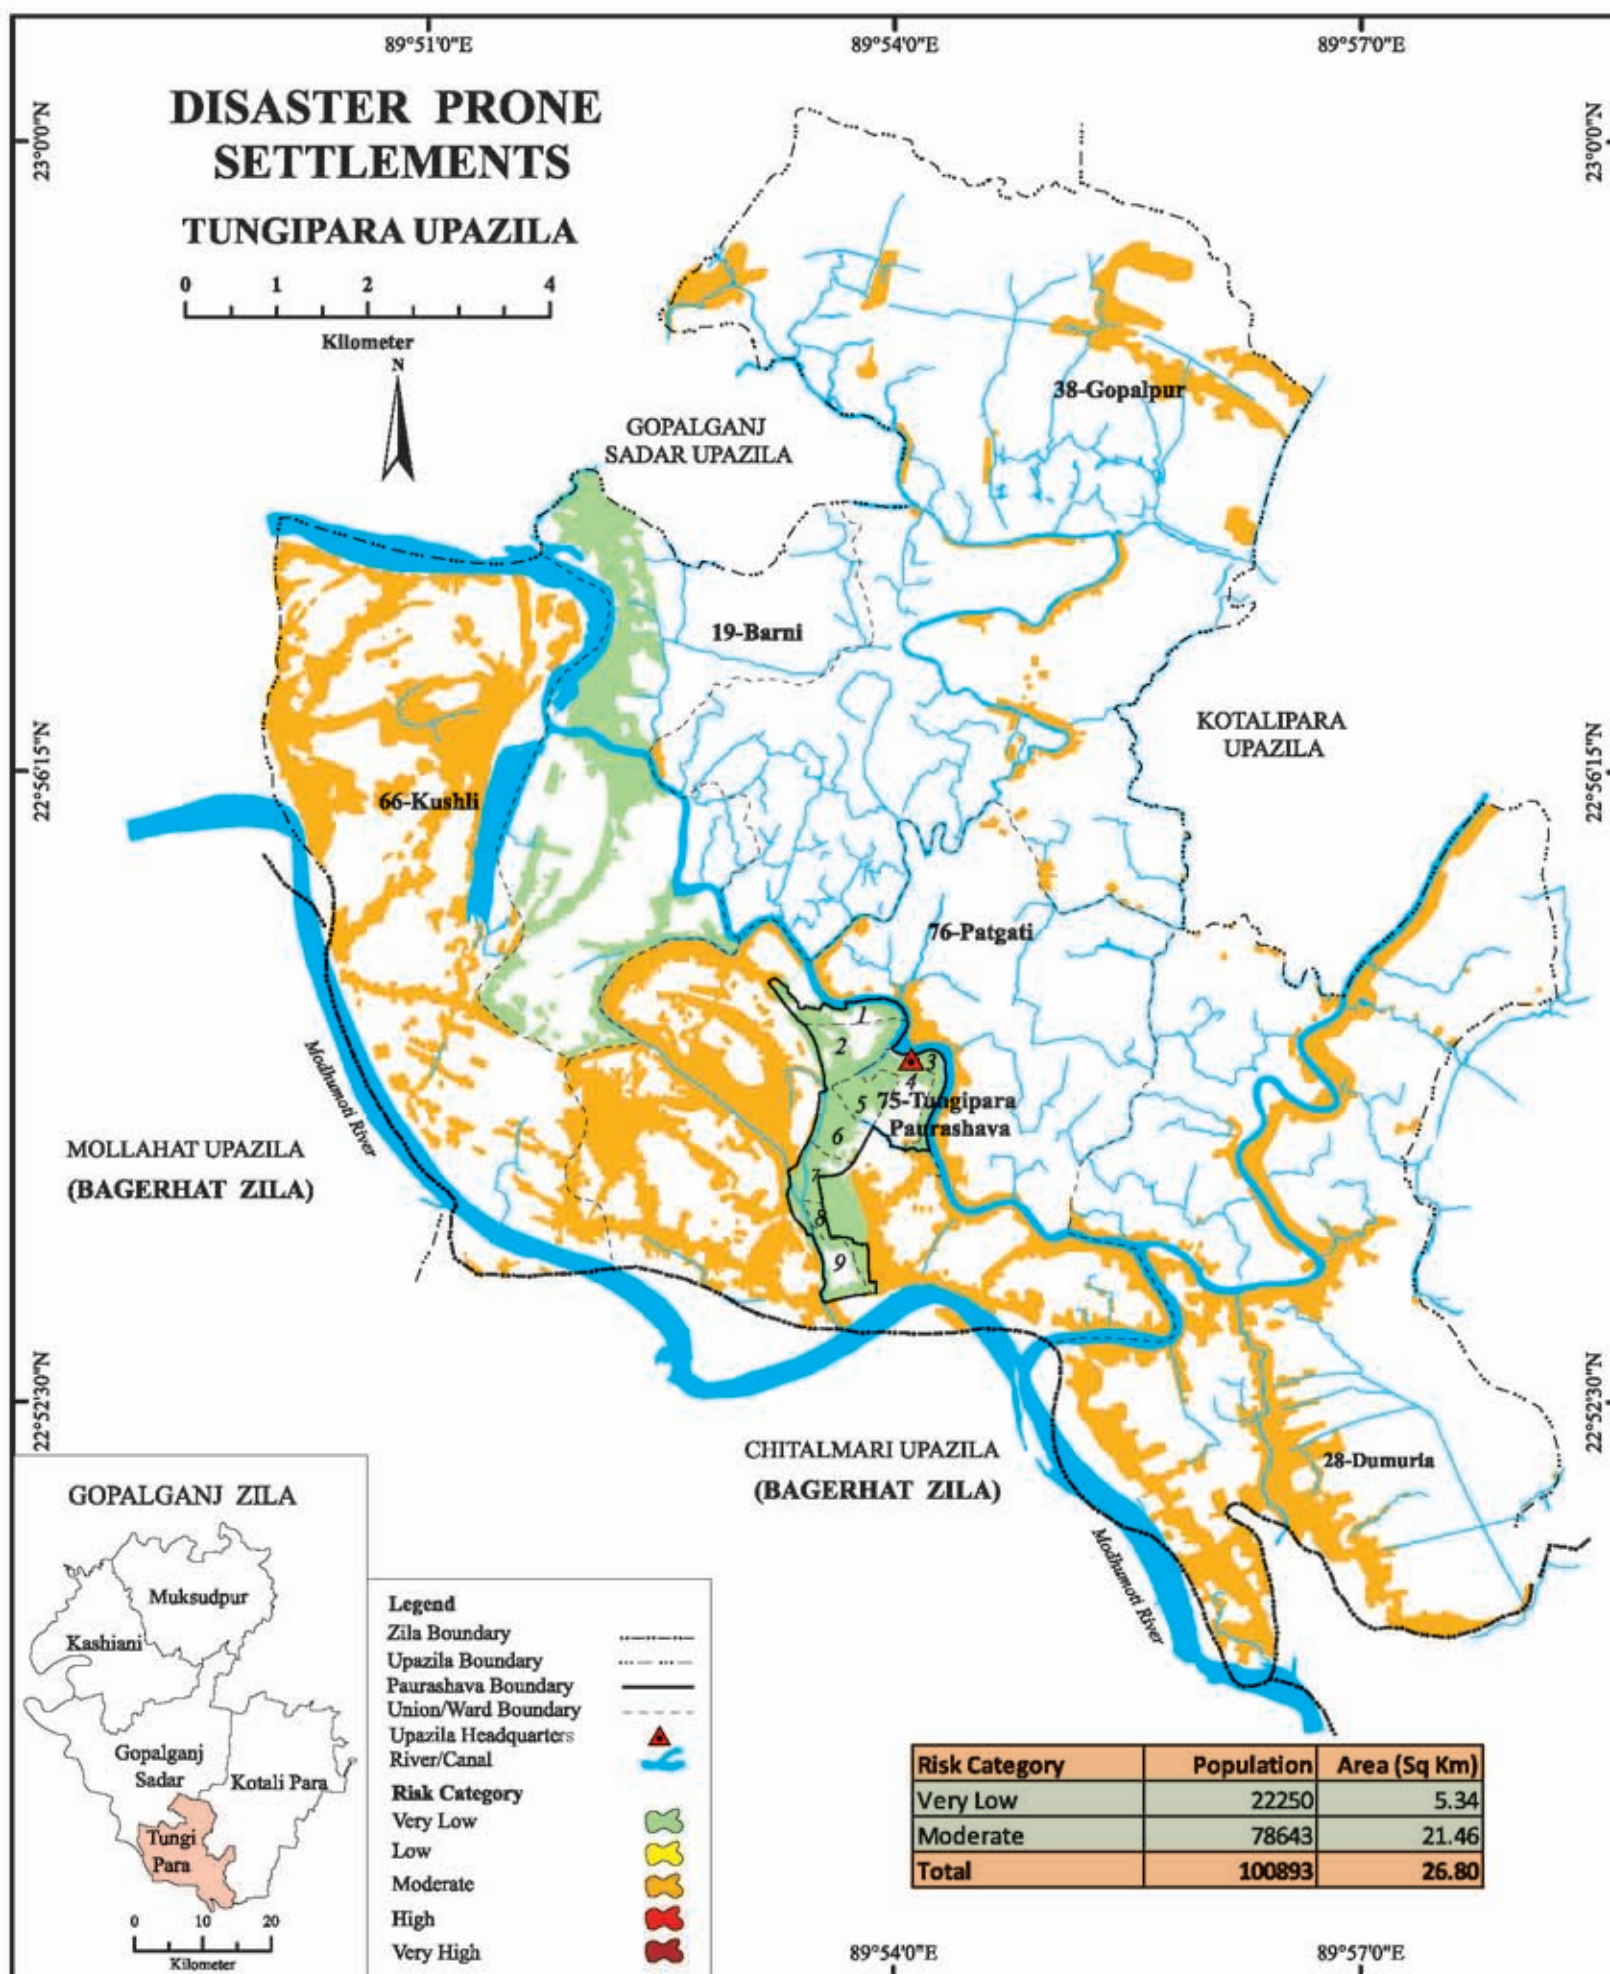 89°51'0"E
89°54'0"E
89°57'0"E
23°0'0"N
23°0'0"N
DISASTER PRONE
SETTLEMENTS
TUNGIPARA UPAZILA
0 1 2 4
Kilometer
N
38-Gopalpur
GOPALGANJ
SADAR UPAZILA
19-Barni
KOTALIPARA
UPAZILA
22°56'15"N
22°56'15"N
66-Kushli
76-Patgati
1
2
3
4
5
75-Tungipara
Paurashava
6
7
8
9
Modhumoti River
MOLLAHAT UPAZILA
(BAGERHAT ZILA)
22°52'30"N
22°52'30"N
CHITALMARI UPAZILA
(BAGERHAT ZILA)
28-Dumuria
Modhumoti River
GOPALGANJ ZILA
Muksudpur
Kashiani
Gopalganj
Sadar
Kotali Para
Tungi
Para
0 10 20
Kilometer
Legend
Zila Boundary
Upazila Boundary
Paurashava Boundary
Union/Ward Boundary
Upazila Headquarters
River/Canal
Risk Category
Very Low
Low
Moderate
High
Very High
Risk Category Population Area (Sq Km)
Very Low 22250 5.34
Moderate 78643 21.46
Total 100893 26.80
89°54'0"E
89°57'0"E